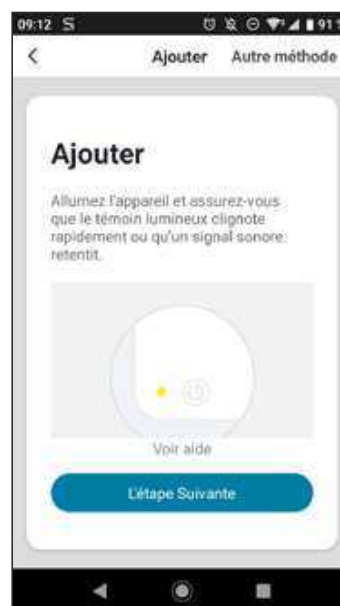 09:12 S 91 %
Ajouter Autre méthode
Ajouter
Allumez l'appareil et assurez-vous
que le témoin lumineux clignote
rapidement ou qu'un signal sonore
retentit.
Voir aide
L'étape Suivante